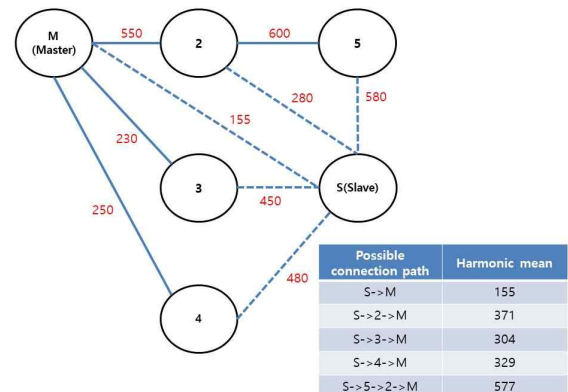 M
(Master)
550
2
600
5
155
280
580
230
3
450
S(Slave)
250
480
4
Possible
connection path
Harmonic mean
S->M
155
S->2->M
371
S->3->M
304
S->4->M
329
S->5->2->M
577